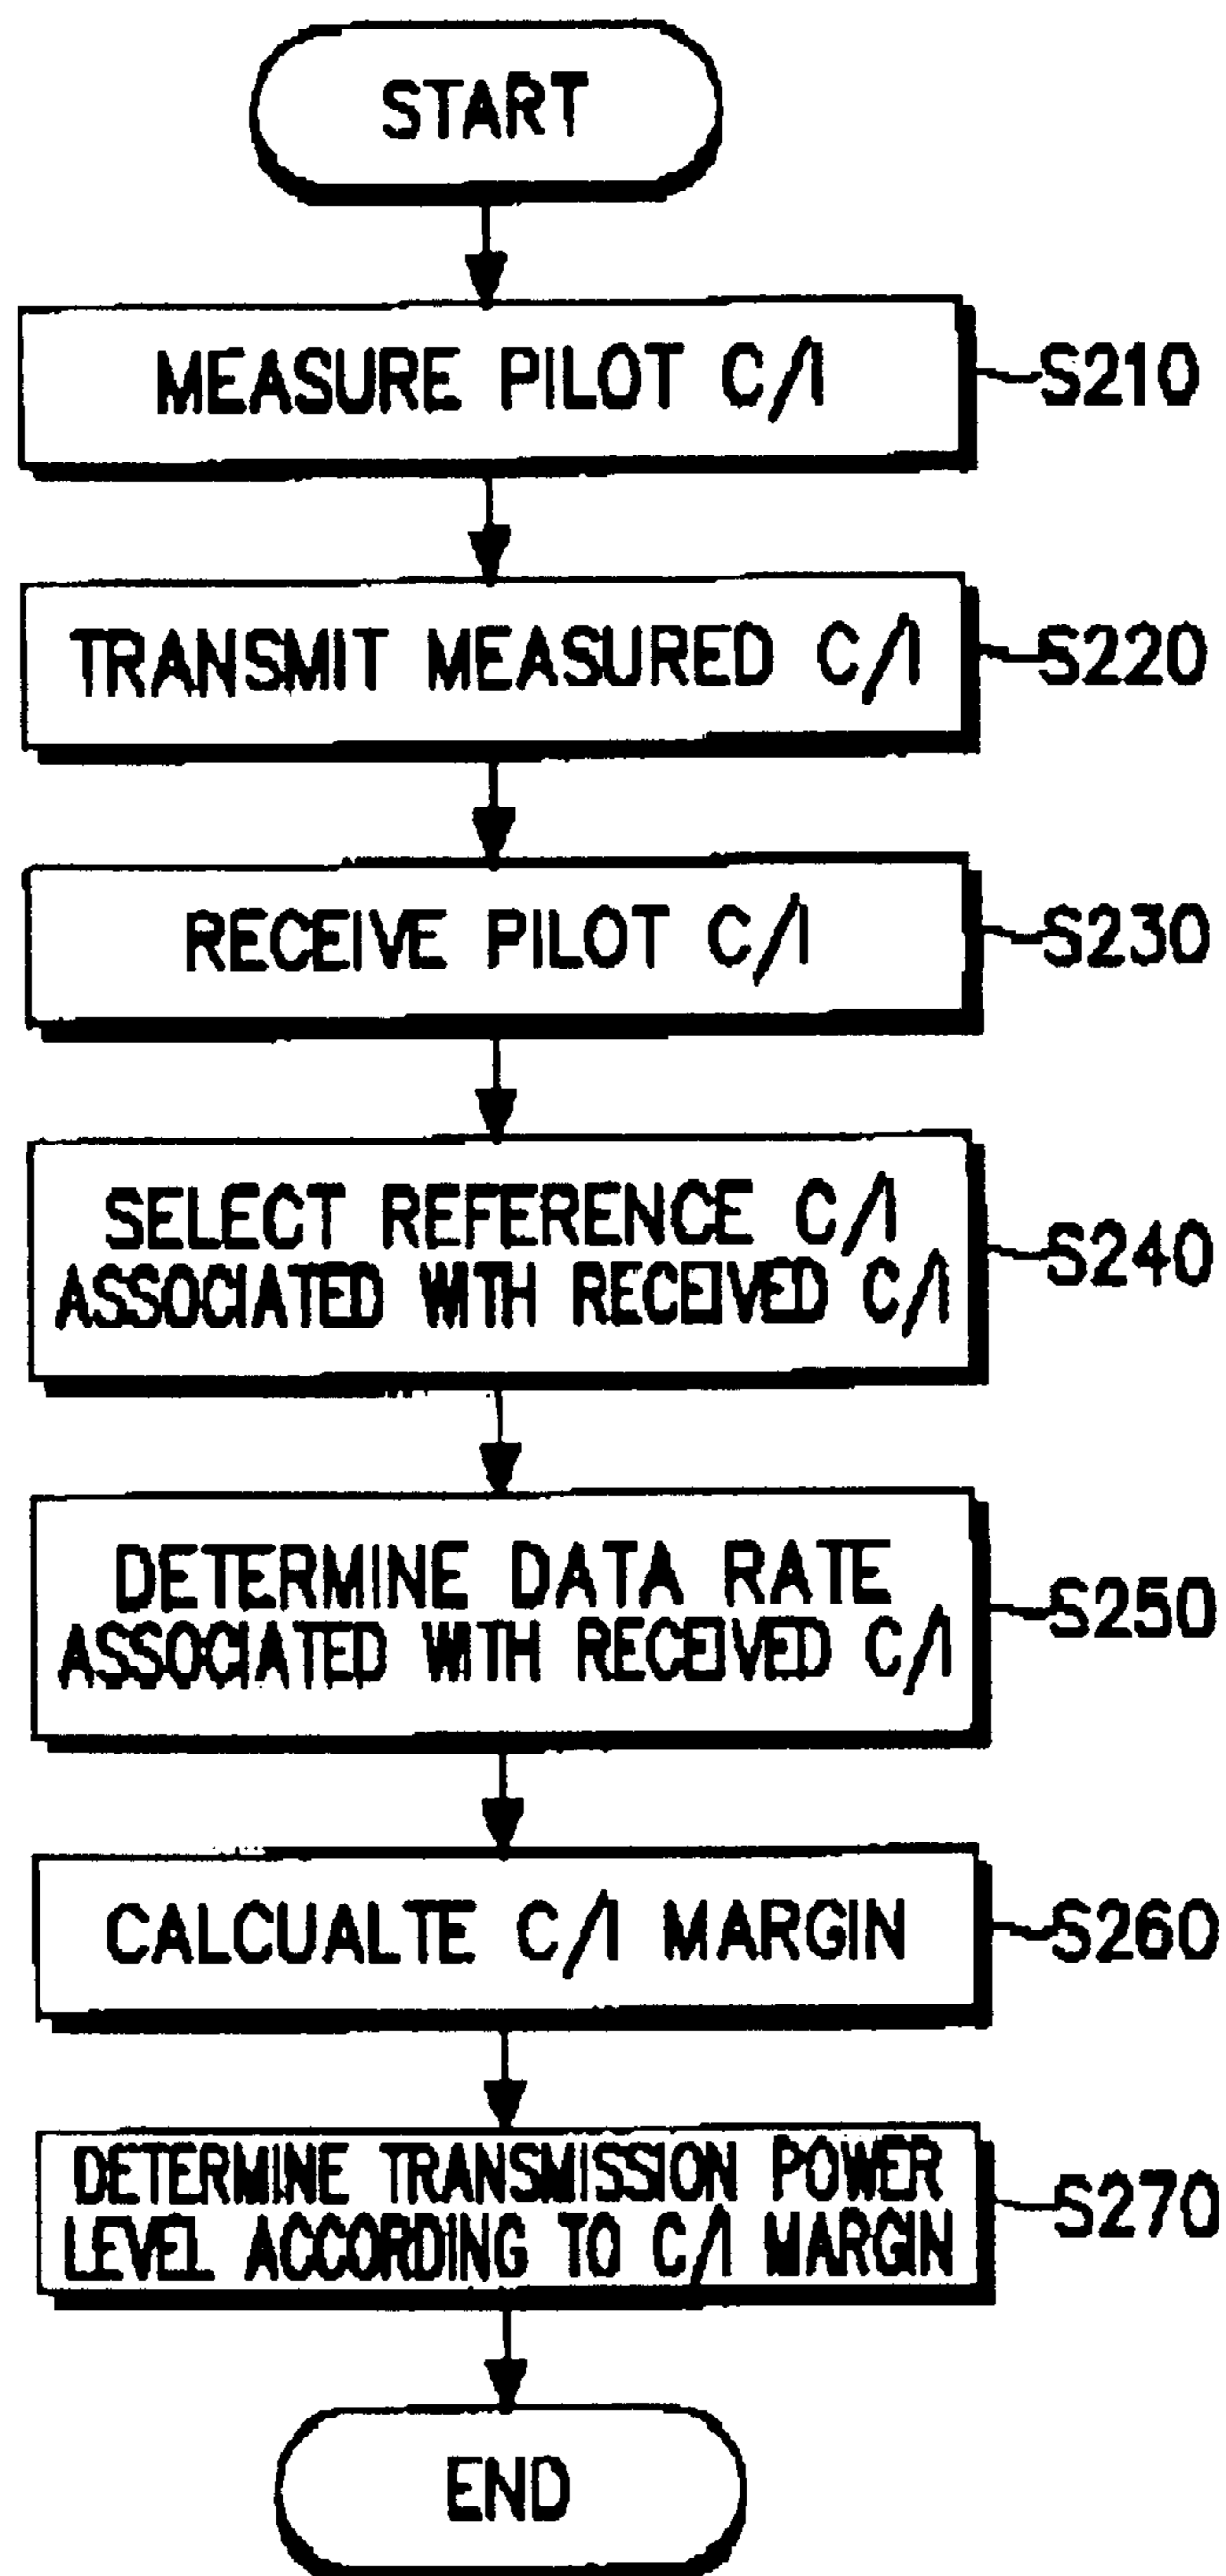 START
MEASURE PILOT C/I
S210
TRANSMIT MEASURED C/I
S220
RECEIVE PILOT C/I
S230
SELECT REFERENCE C/I
ASSOCIATED WITH RECEIVED C/I
S240
DETERMINE DATA RATE
ASSOCIATED WITH RECEIVED C/I
S250
CALCUALTE C/I MARGIN
S260
DETERMINE TRANSMISSION POWER
LEVEL ACCORDING TO C/I MARGIN
S270
END